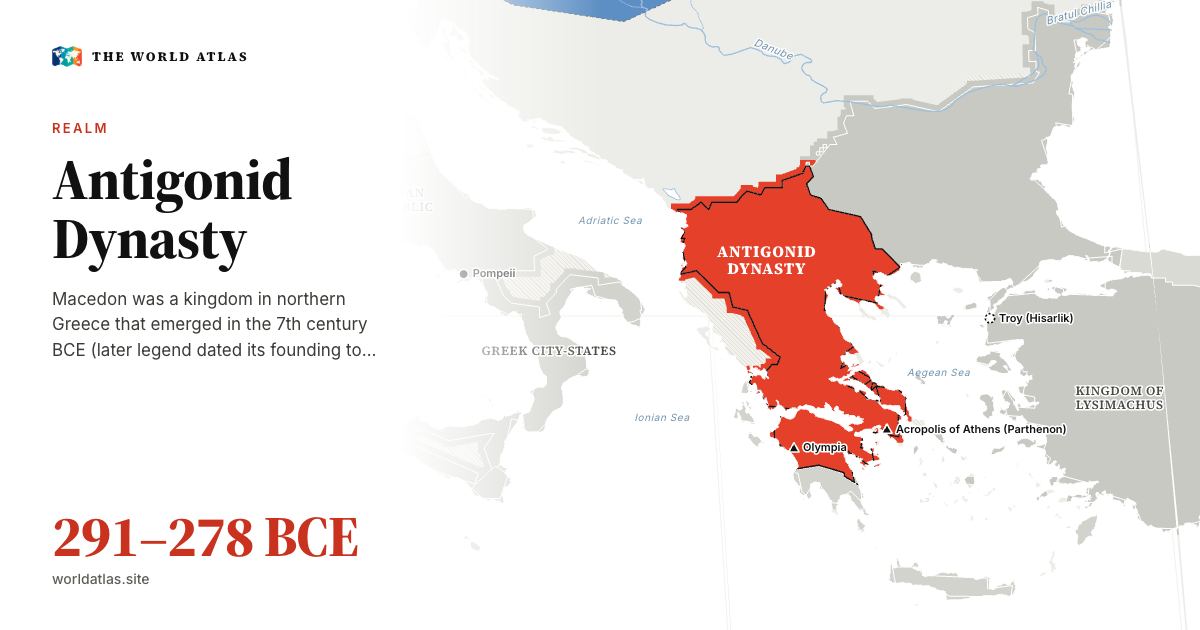 THE WORLD ATLAS
REALM
Antigonid
Dynasty
Macedon was a kingdom in northern
Greece that emerged in the 7th century
BCE (later legend dated its founding to...
291–278 BCE
worldatlas.site
Bratul Chillia
Danube
Adriatic Sea
ANTIGONID
DYNASTY
Pompeii
Troy (Hisarlik)
GREEK CITY-STATES
Aegean Sea
KINGDOM OF
LYSIMACHUS
Ionian Sea
Acropolis of Athens (Parthenon)
Olympia